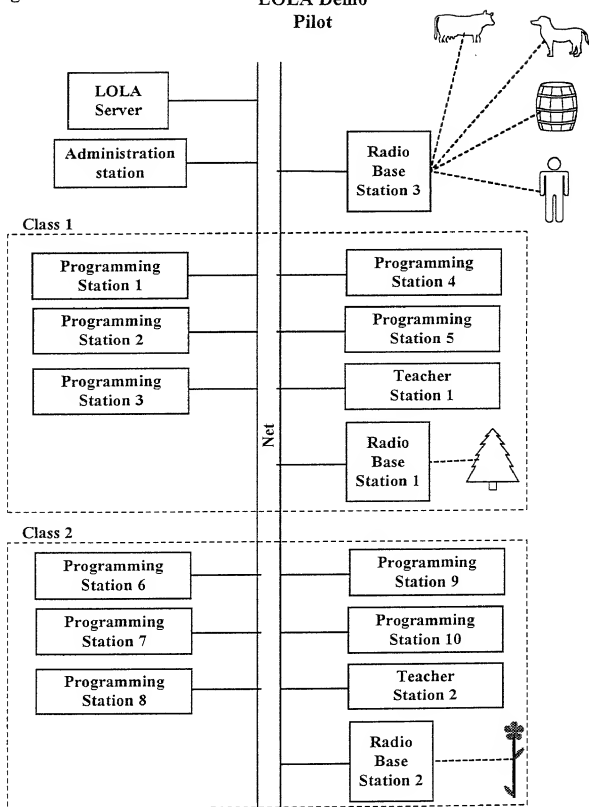 LOLA Demo
Pilot
LOLA
Server
Administration
station
Radio
Base
Station 3
Class 1
Programming
Station 1
Programming
Station 4
Programming
Station 2
Programming
Station 5
Programming
Station 3
Teacher
Station 1
Net
Radio
Base
Station 1
Class 2
Programming
Station 6
Programming
Station 9
Programming
Station 7
Programming
Station 10
Programming
Station 8
Teacher
Station 2
Radio
Base
Station 2